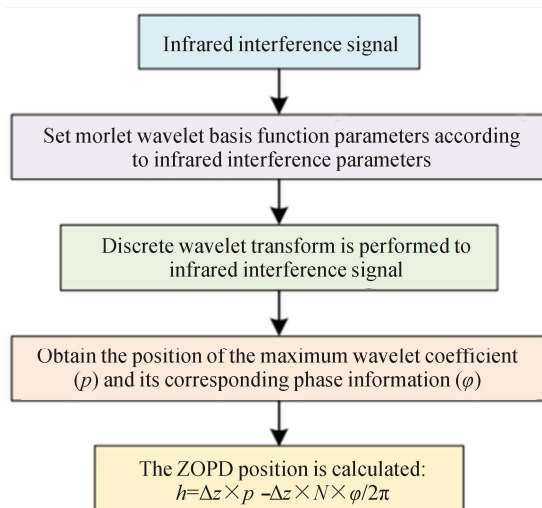 Infrared interference signal
Set morlet wavelet basis function parameters according
to infrared interference parameters
Discrete wavelet transform is performed to
infrared interference signal
Obtain the position of the maximum wavelet coefficient
(p) and its corresponding phase information (φ)
The ZOPD position is calculated:
h=Δz×p -Δz×N×φ/2π